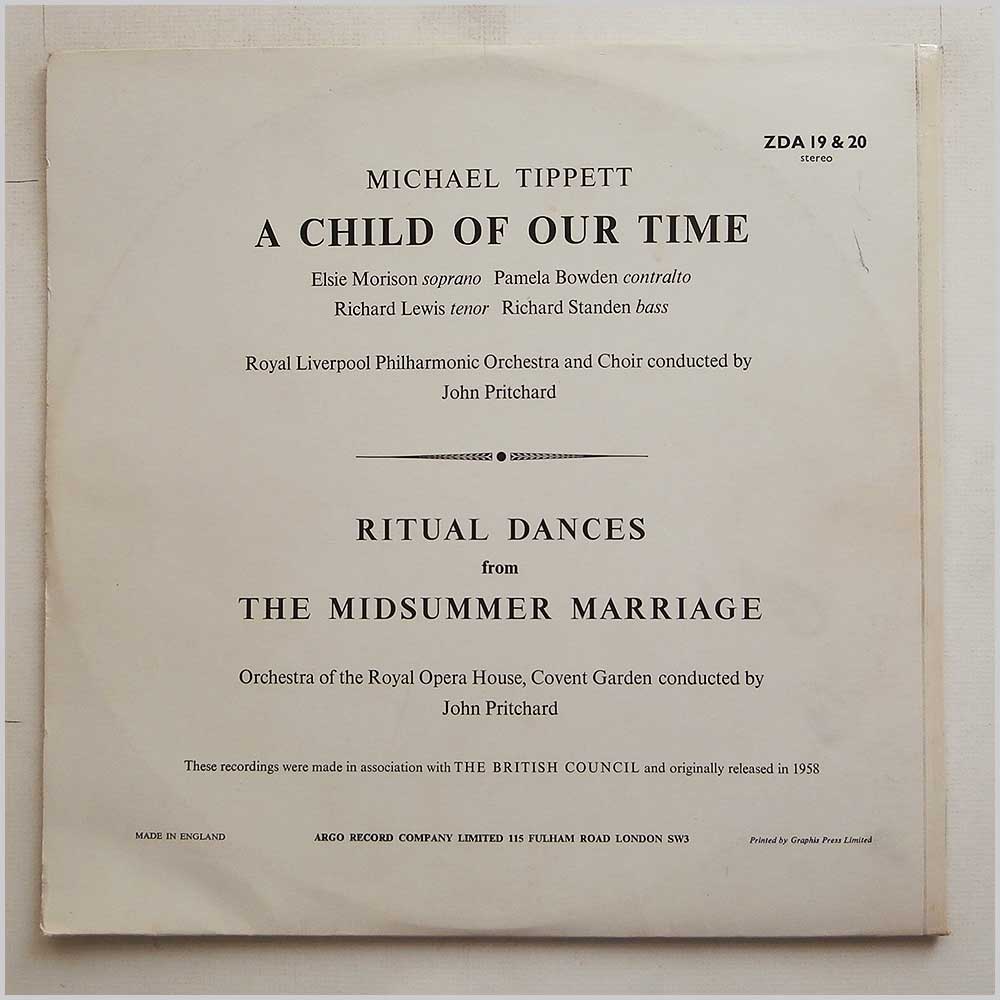 ZDA 19 & 20
stereo
MICHAEL TIPPETT
A CHILD OF OUR TIME
Elsie Morison soprano Pamela Bowden contralto
Richard Lewis tenor Richard Standen bass
Royal Liverpool Philharmonic Orchestra and Choir conducted by
John Pritchard
RITUAL DANCES
from
THE MIDSUMMER MARRIAGE
Orchestra of the Royal Opera House, Covent Garden conducted by
John Pritchard
These recordings were made in association with THE BRITISH COUNCIL and originally released in 1958
MADE IN ENGLAND ARGO RECORD COMPANY LIMITED 115 FULHAM ROAD LONDON SW3 Printed by Graphis Press Limited